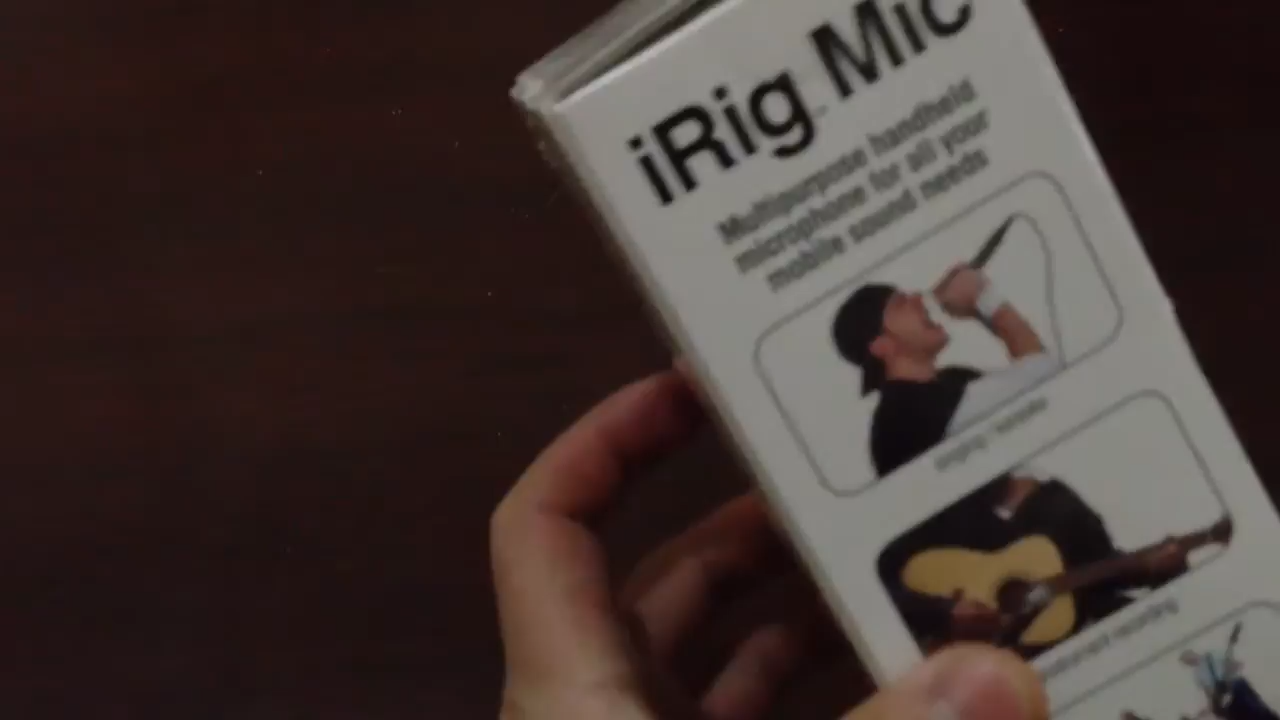 iRig Mic
Multipurpose handheld
microphone for all your
mobile sound needs